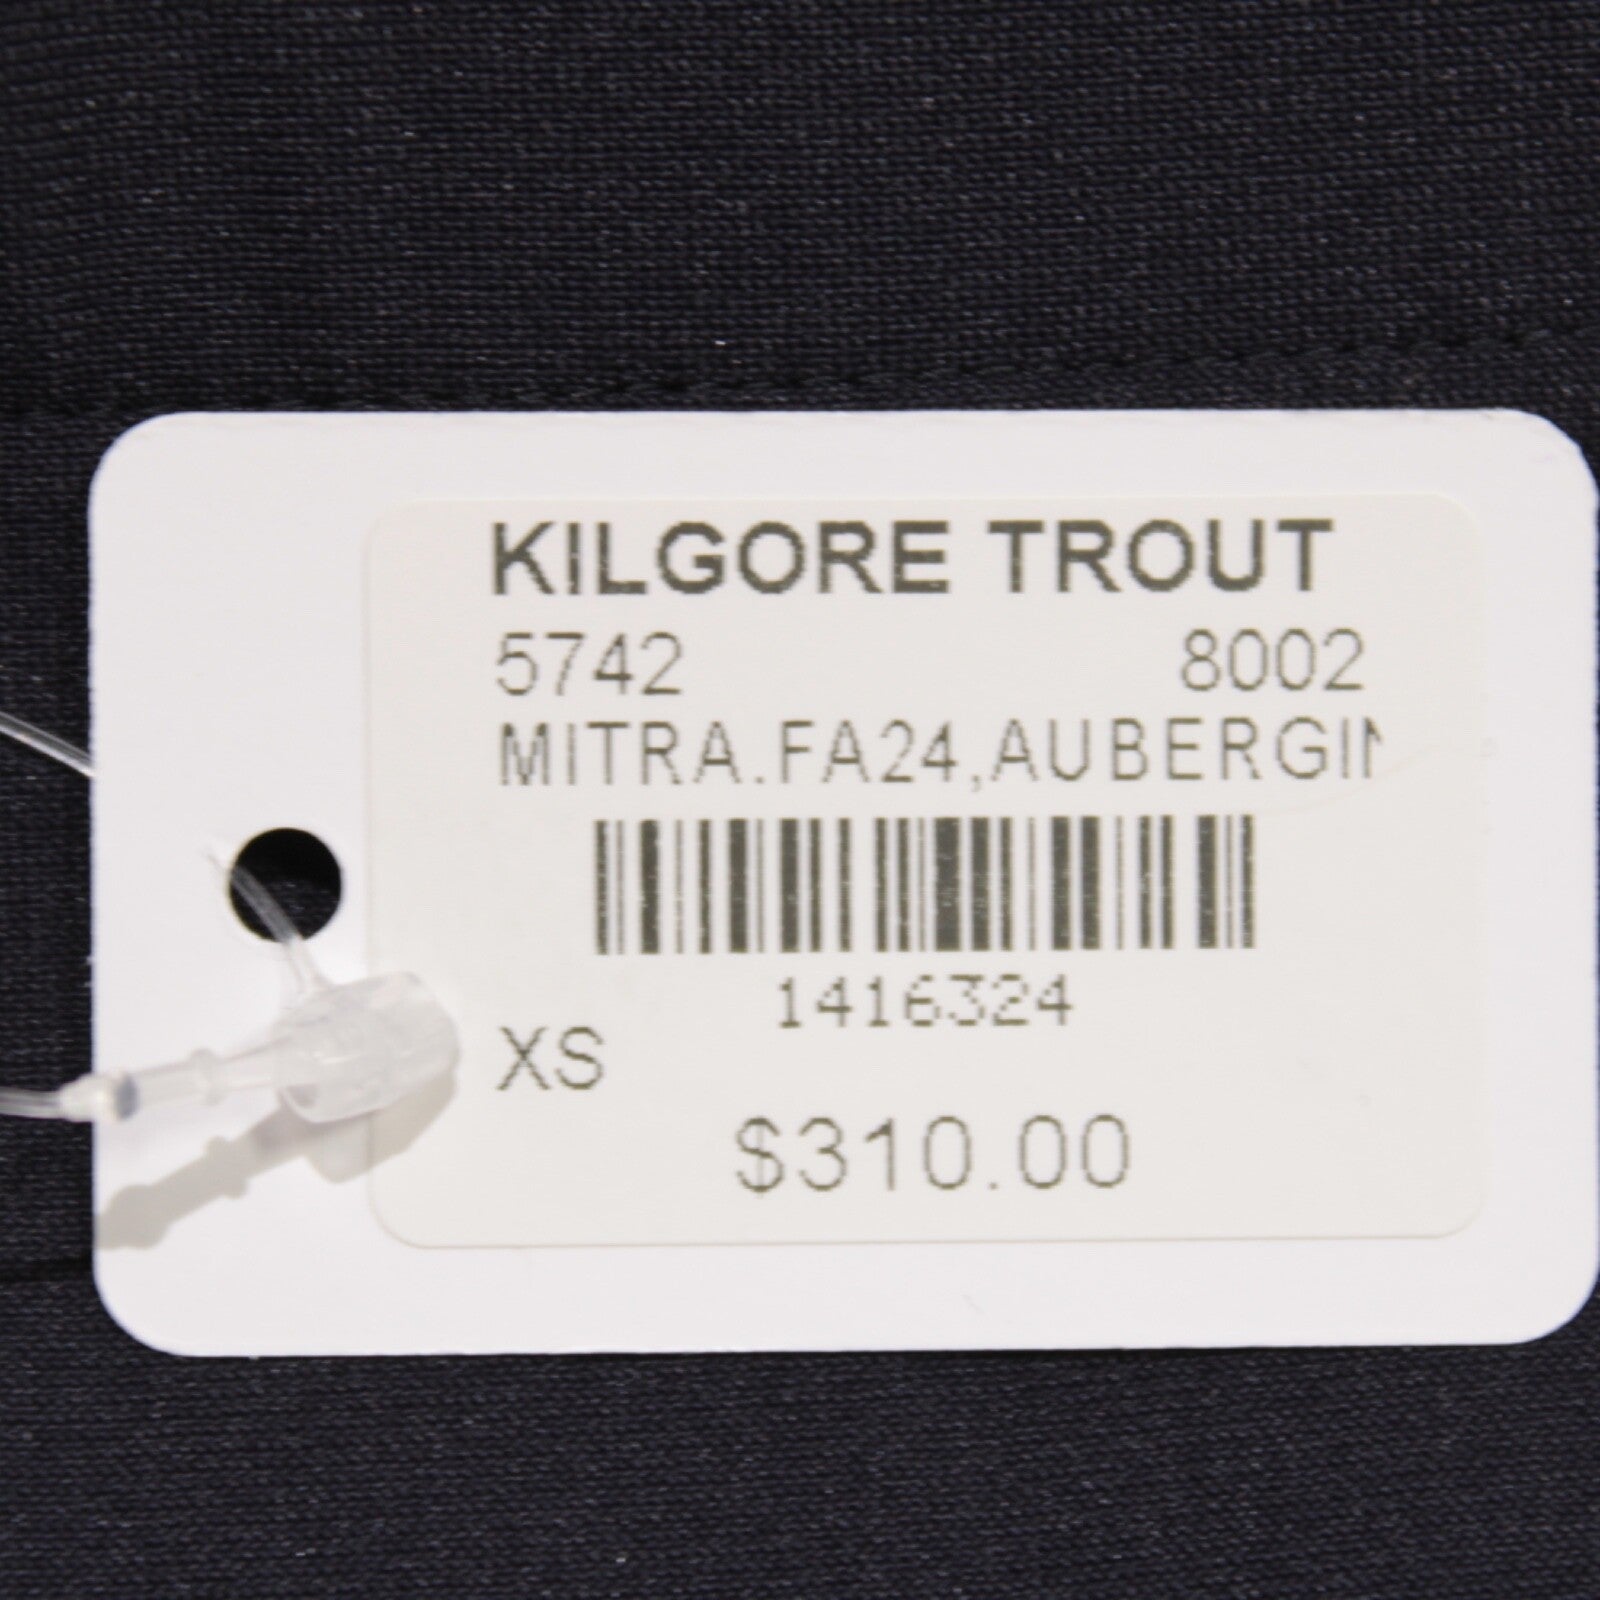 KILGORE TROUT
5742 8002
MITRA.FA24,AUBERGIN
1416324
XS
$310.00